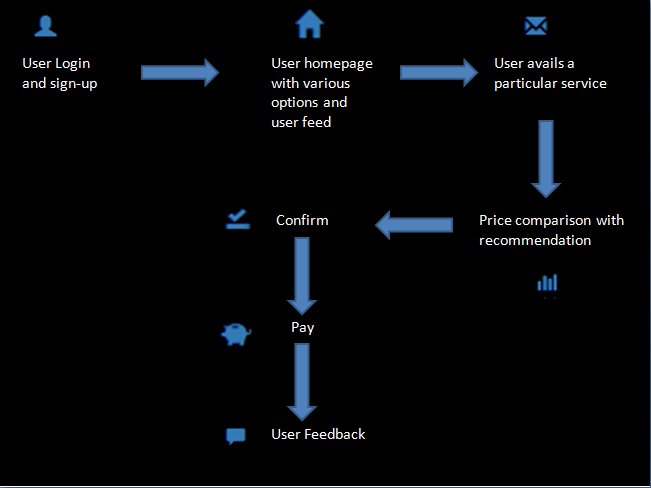 User Login
and sign-up
User homepage
with various
options and
user feed
User avails a
particular service
Price comparison with
recommendation
Confirm
Pay
User Feedback